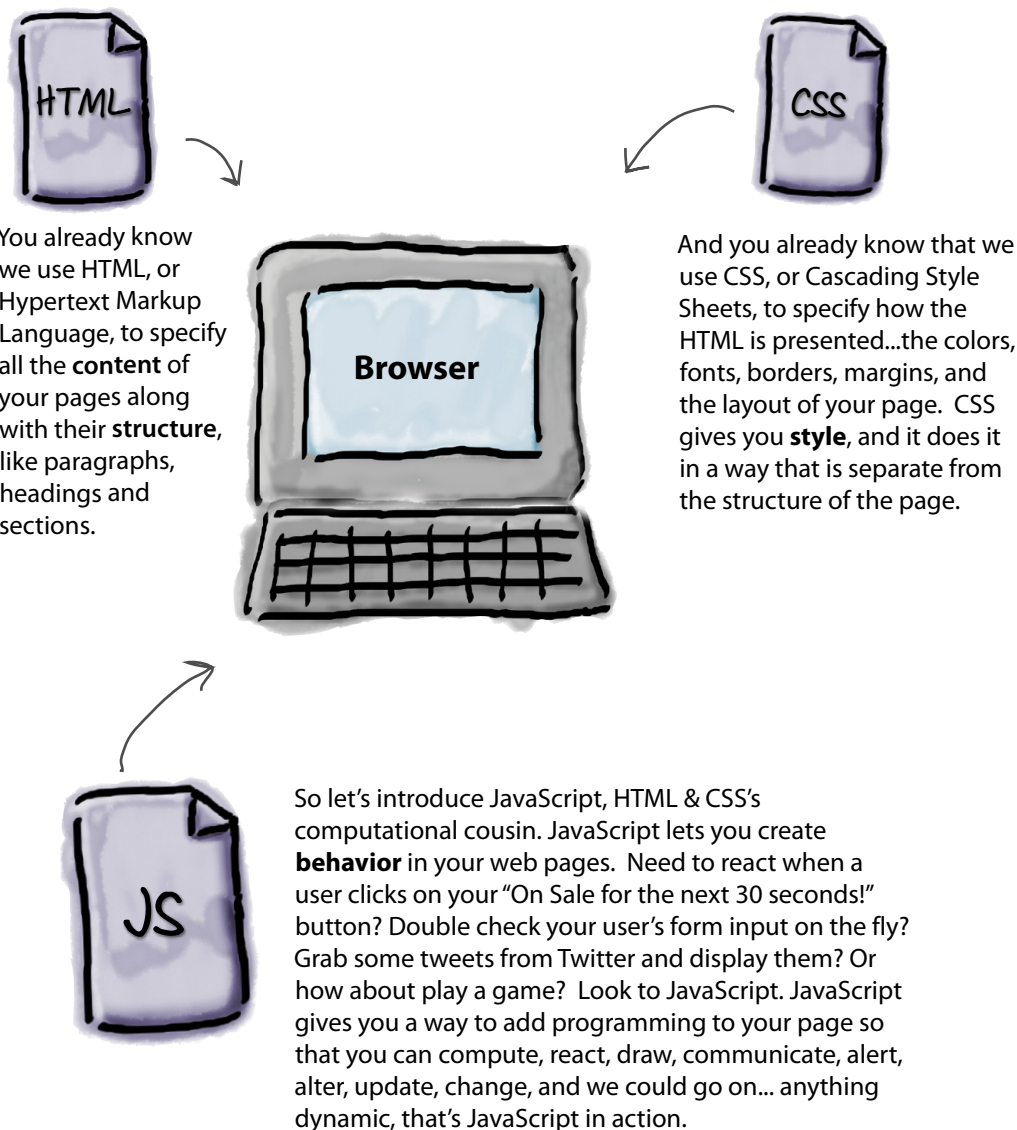 HTML
You already know
we use HTML, or
Hypertext Markup
Language, to specify
all the content of
your pages along
with their structure,
like paragraphs,
headings and
sections.
CSS
And you already know that we
use CSS, or Cascading Style
Sheets, to specify how the
HTML is presented...the colors,
fonts, borders, margins, and
the layout of your page.  CSS
gives you style, and it does it
in a way that is separate from
the structure of the page.
Browser
JS
So let's introduce JavaScript, HTML & CSS's
computational cousin. JavaScript lets you create
behavior in your web pages.  Need to react when a
user clicks on your "On Sale for the next 30 seconds!"
button? Double check your user's form input on the fly?
Grab some tweets from Twitter and display them? Or
how about play a game?  Look to JavaScript. JavaScript
gives you a way to add programming to your page so
that you can compute, react, draw, communicate, alert,
alter, update, change, and we could go on... anything
dynamic, that's JavaScript in action.